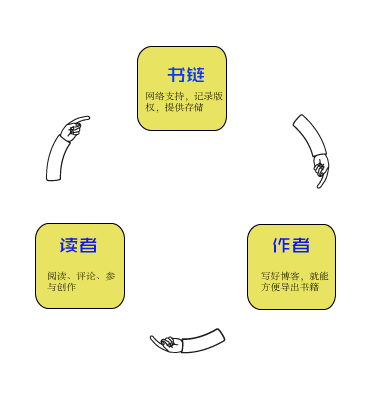 书链
网络支持，记录版
权，提供存储
读者
阅读、评论、参
与创作
作者
写好博客，就能
方便导出书籍